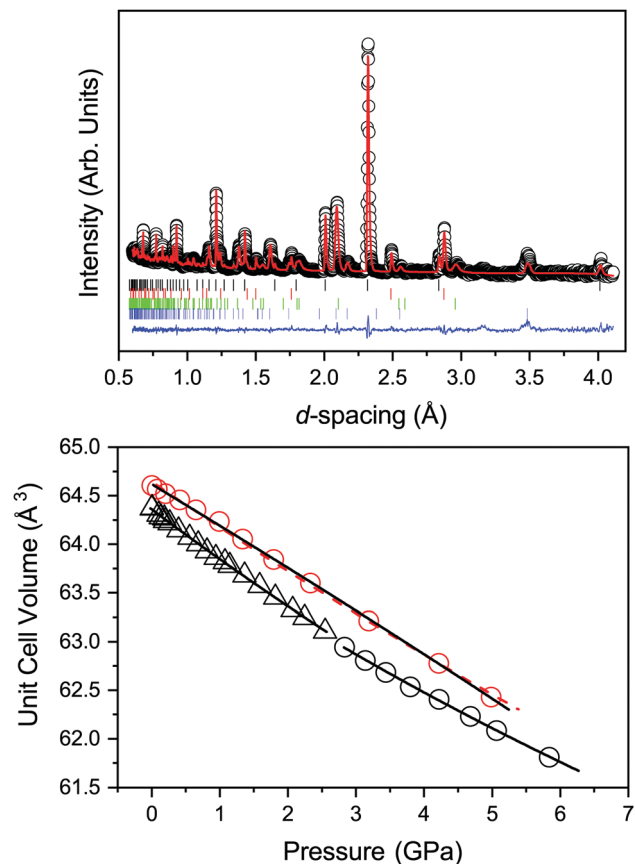 Intensity (Arb. Units)
0.5 1.0 1.5 2.0 2.5 3.0 3.5 4.0
d-spacing (Å)
Unit Cell Volume (Å³)
65.0
64.5
64.0
63.5
63.0
62.5
62.0
61.5
0 1 2 3 4 5 6 7
Pressure (GPa)